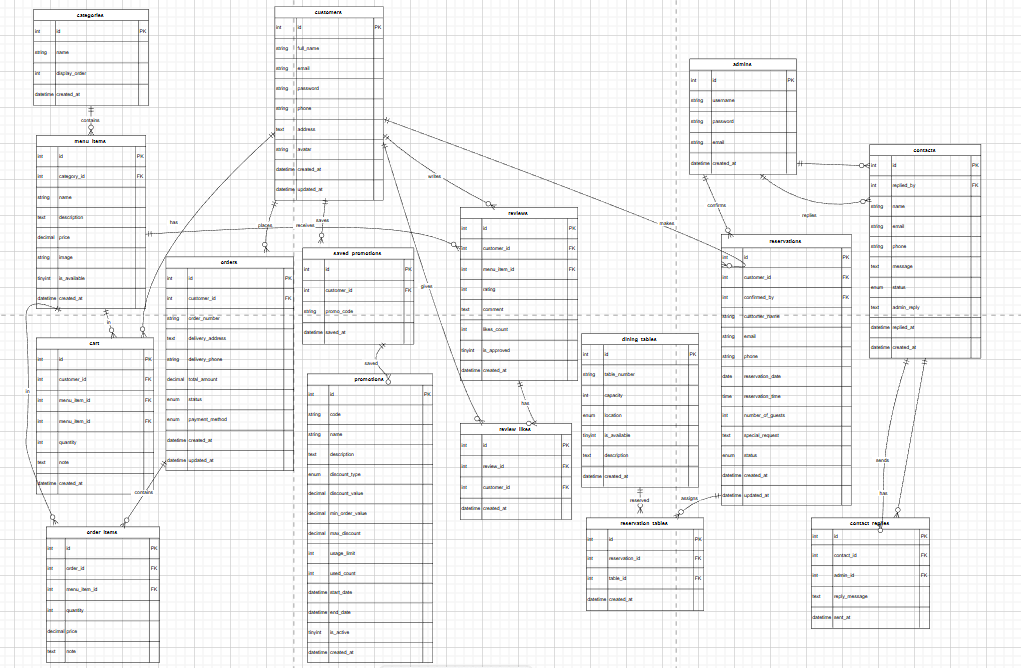 categories
int id PK
string name
int display_order
datetime created_at
contains
menu_items
int id PK
int category_id FK
string name
text description
decimal price
string image
tinyint is_available
datetime created_at
customers
int id PK
string full_name
string email
string password
string phone
text address
string avatar
datetime created_at
datetime updated_at
has
places
receives
saves
writes
gives
makes
in
in
cart
int id PK
int customer_id FK
int menu_item_id FK
int menu_item_id FK
int quantity
text note
datetime created_at
contains
orders
int id PK
int customer_id FK
string order_number
text delivery_address
string delivery_phone
decimal total_amount
enum status
enum payment_method
datetime created_at
datetime updated_at
order_items
int id PK
int order_id FK
int menu_item_id FK
int quantity
decimal price
text note
saved_promotions
int id PK
int customer_id FK
string promo_code
datetime saved_at
saved
promotions
int id PK
string code
string name
text description
enum discount_type
decimal discount_value
decimal min_order_value
decimal max_discount
int usage_limit
int used_count
datetime start_date
datetime end_date
tinyint is_active
datetime created_at
reviews
int id PK
int customer_id FK
int menu_item_id FK
int rating
text comment
int likes_count
tinyint is_approved
datetime created_at
has
review_likes
int id PK
int review_id FK
int customer_id FK
datetime created_at
dining_tables
int id PK
string table_number
int capacity
enum location
tinyint is_available
text description
datetime created_at
reserved
assigns
reservation_tables
int id PK
int reservation_id FK
int table_id FK
datetime created_at
admins
int id PK
string username
string password
string email
datetime created_at
confirms
replies
reservations
int id PK
int customer_id FK
int confirmed_by FK
string customer_name
string email
string phone
date reservation_date
time reservation_time
int number_of_guests
text special_request
enum status
datetime created_at
datetime updated_at
contacts
int id PK
int replied_by FK
string name
string email
string phone
text message
enum status
text admin_reply
datetime replied_at
datetime created_at
sends
has
contact_replies
int id PK
int contact_id FK
int admin_id FK
text reply_message
datetime sent_at